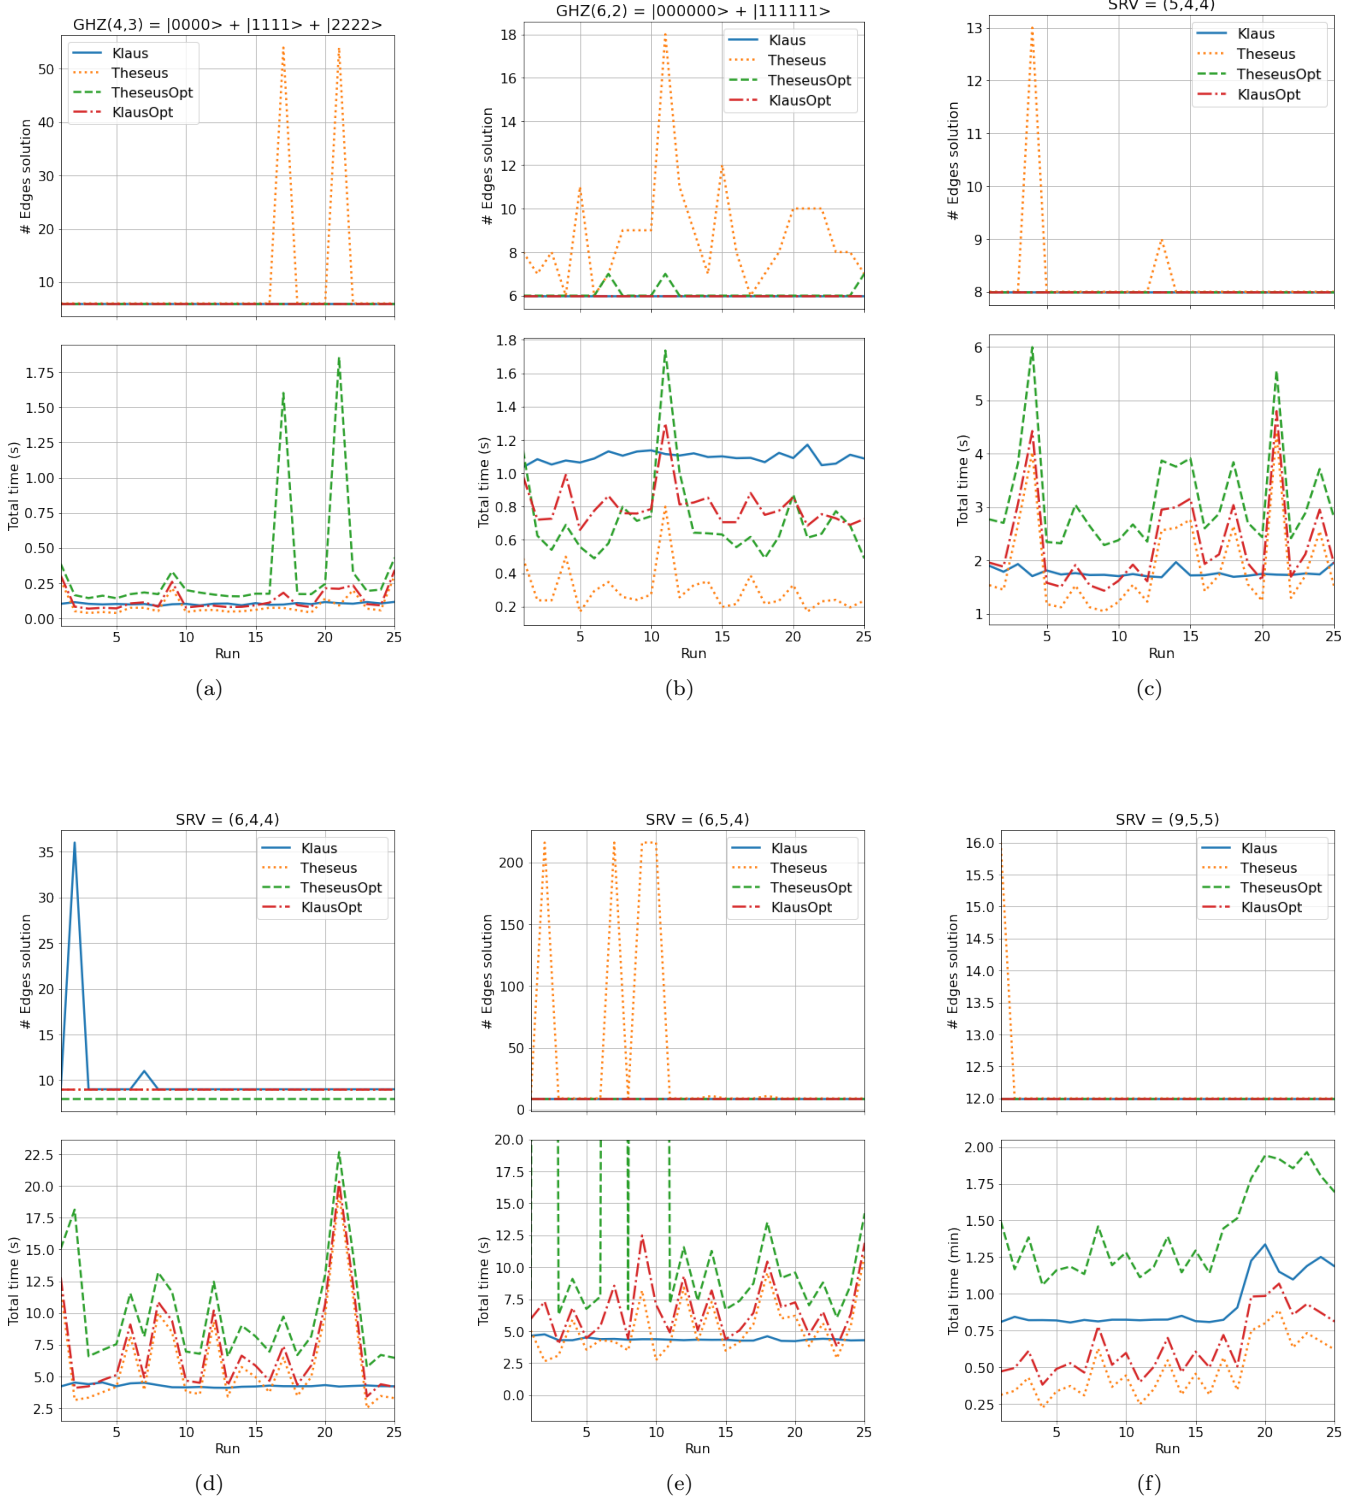 GHZ(4,3) = |0000> + |1111> + |2222>
Klaus
Theseus
TheseusOpt
KlausOpt
# Edges solution
50
40
30
20
10
Total time (s)
1.75
1.50
1.25
1.00
0.75
0.50
0.25
0.00
5 10 15 20 25
Run
(a)
GHZ(6,2) = |000000> + |111111>
Klaus
Theseus
TheseusOpt
KlausOpt
# Edges solution
18
16
14
12
10
8
6
Total time (s)
1.8
1.6
1.4
1.2
1.0
0.8
0.6
0.4
0.2
5 10 15 20 25
Run
(b)
SRV = (5,4,4)
Klaus
Theseus
TheseusOpt
KlausOpt
# Edges solution
13
12
11
10
9
8
Total time (s)
6
5
4
3
2
1
5 10 15 20 25
Run
(c)
SRV = (6,4,4)
Klaus
Theseus
TheseusOpt
KlausOpt
# Edges solution
35
30
25
20
15
10
Total time (s)
22.5
20.0
17.5
15.0
12.5
10.0
7.5
5.0
2.5
5 10 15 20 25
Run
(d)
SRV = (6,5,4)
Klaus
Theseus
TheseusOpt
KlausOpt
# Edges solution
200
150
100
50
0
Total time (s)
20.0
17.5
15.0
12.5
10.0
7.5
5.0
2.5
0.0
5 10 15 20 25
Run
(e)
SRV = (9,5,5)
Klaus
Theseus
TheseusOpt
KlausOpt
# Edges solution
16.0
15.5
15.0
14.5
14.0
13.5
13.0
12.5
12.0
Total time (min)
2.00
1.75
1.50
1.25
1.00
0.75
0.50
0.25
5 10 15 20 25
Run
(f)